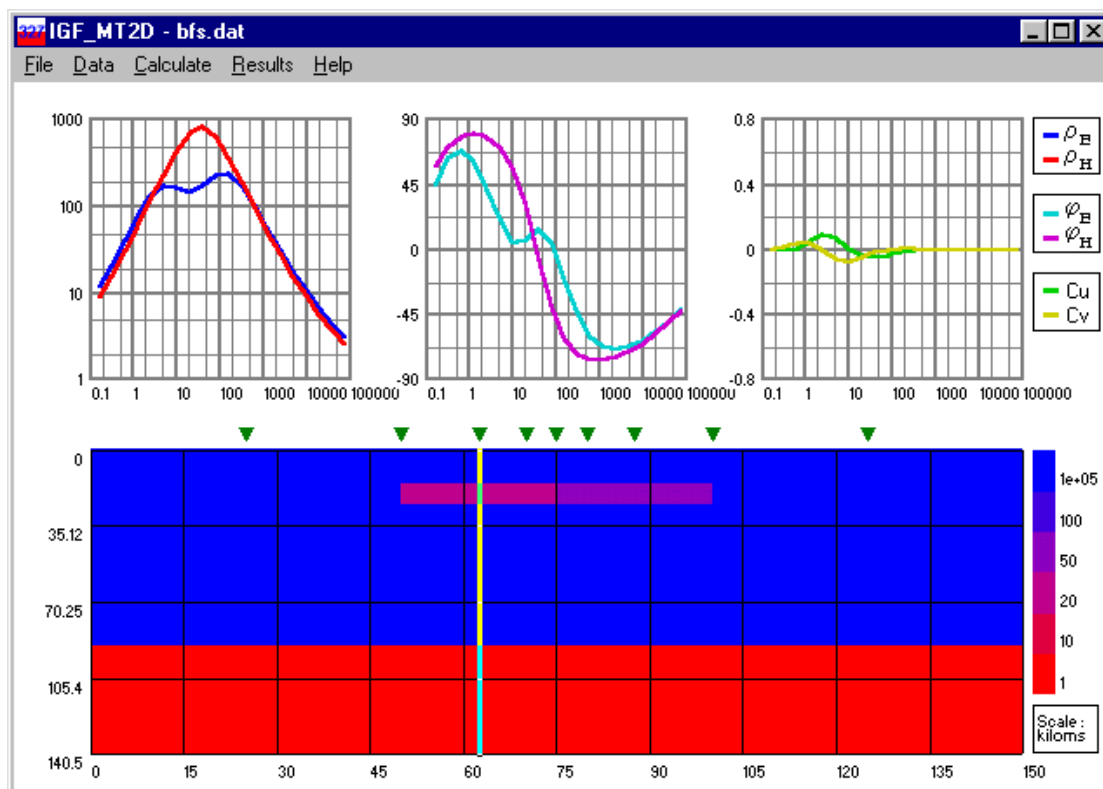 327 IGF_MT2D - bfs.dat
File Data Calculate Results Help
1000
100
10
1
0.1 1 10 100 1000 10000 100000
90
45
0
-45
-90
0.1 1 10 100 1000 10000 100000
0.8
0.4
0
-0.4
-0.8
0.1 1 10 100 1000 10000 100000
ρE
ρH
φE
φH
Cu
Cv
0
35.12
70.25
105.4
140.5
0 15 30 45 60 75 90 105 120 135 150
1e+05
100
50
20
10
1
Scale :
kiloms